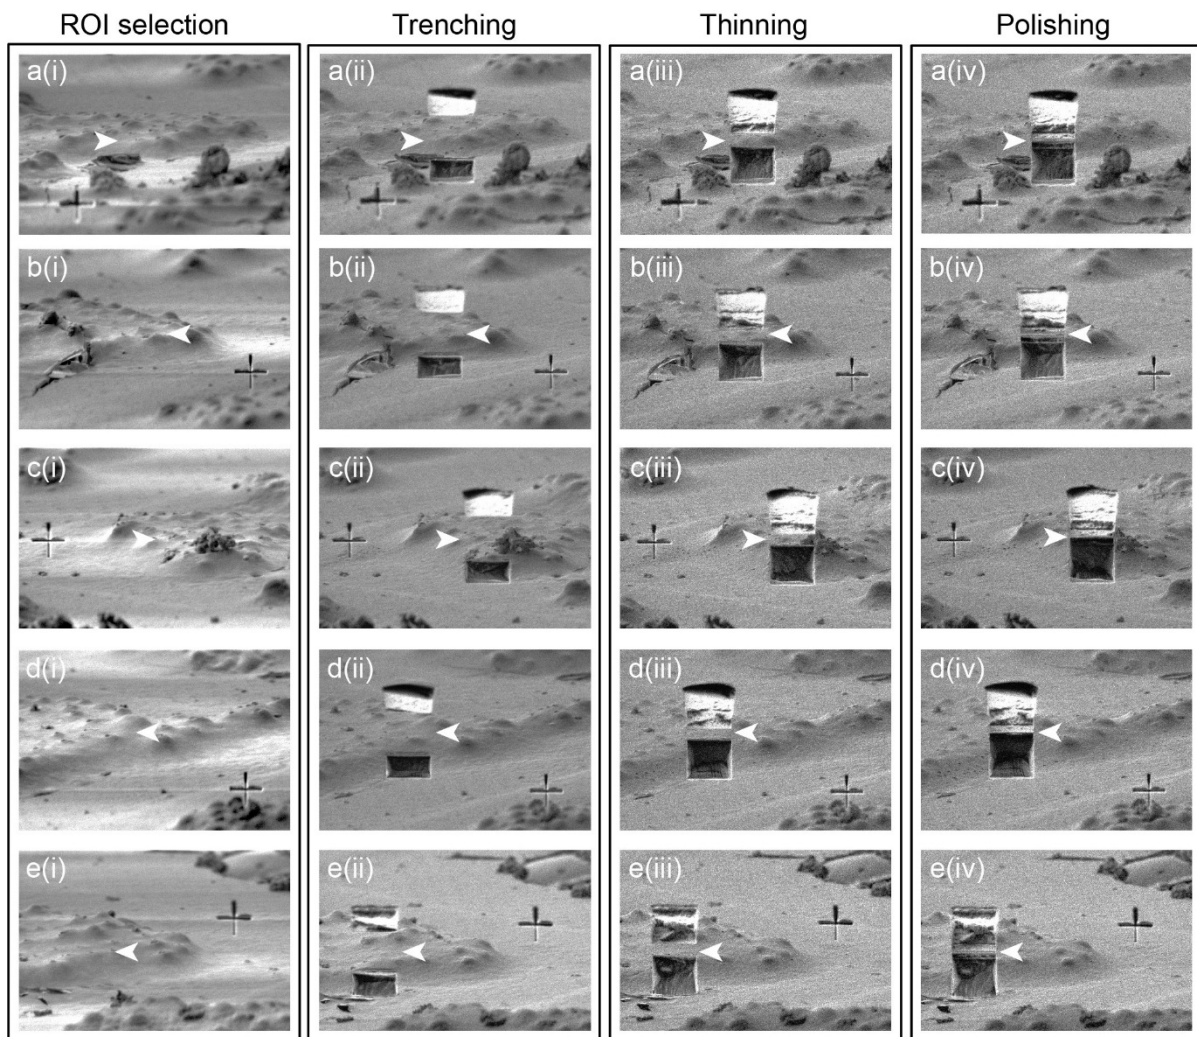 ROI selection Trenching Thinning Polishing
a(i) a(ii) a(iii) a(iv)
b(i) b(ii) b(iii) b(iv)
c(i) c(ii) c(iii) c(iv)
d(i) d(ii) d(iii) d(iv)
e(i) e(ii) e(iii) e(iv)